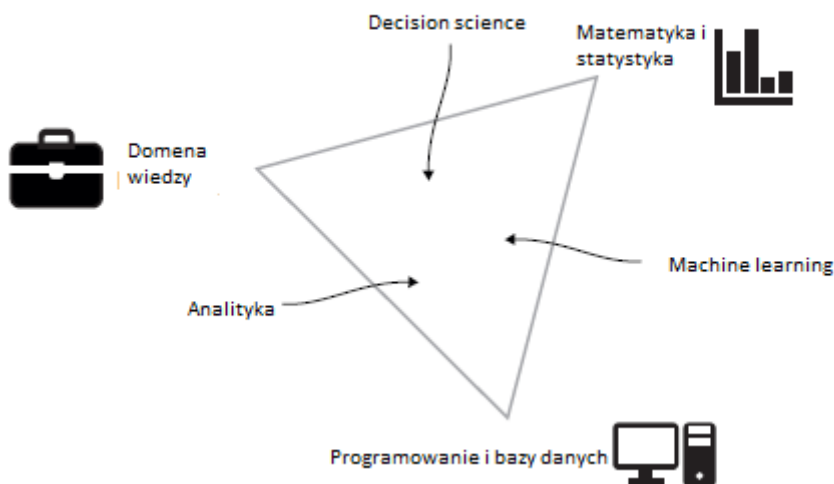 Decision science
Matematyka i
statystyka
Domena
wiedzy
Machine learning
Analityka
Programowanie i bazy danych